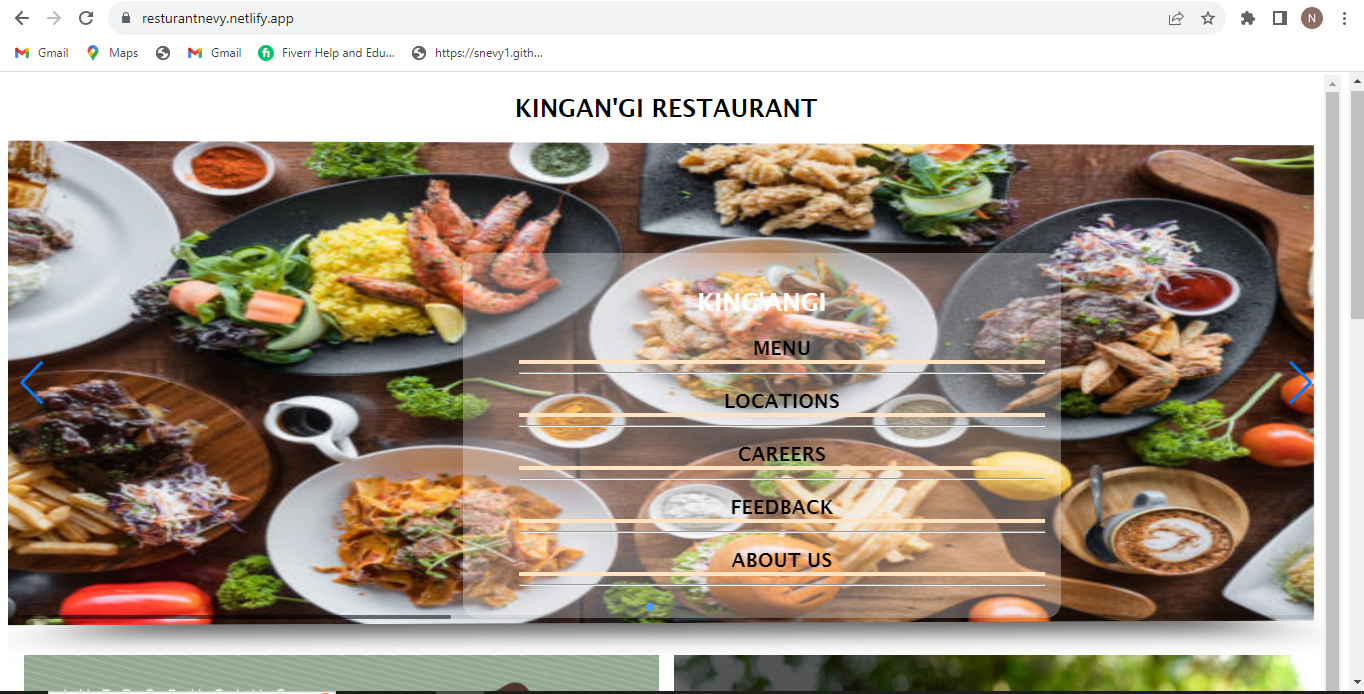 resturantnevy.netlify.app
N
Gmail
Maps
Gmail
Fiverr Help and Edu...
https://snevy1.gith...
KINGAN'GI RESTAURANT
KING'ANGI
MENU
LOCATIONS
CAREERS
FEEDBACK
ABOUT US